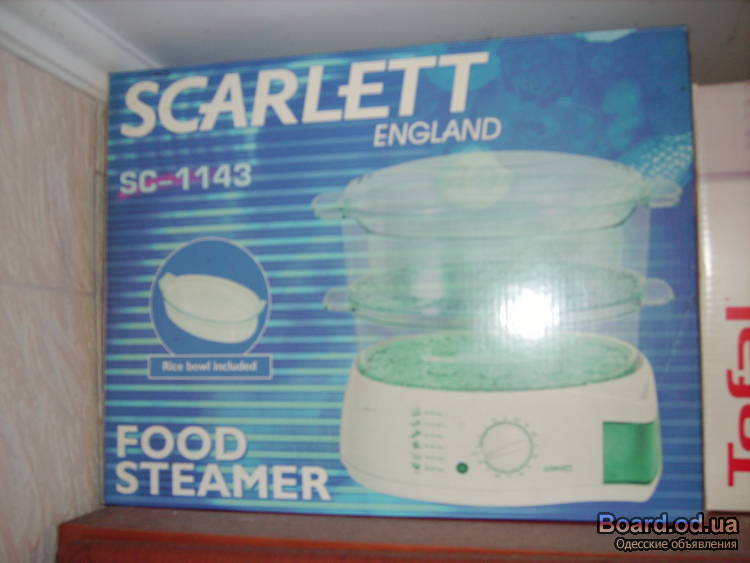 SCARLETT
ENGLAND
SC-1143
Rice bowl included
FOOD
STEAMER
Tefal
Board.od.ua
Одесские объявления